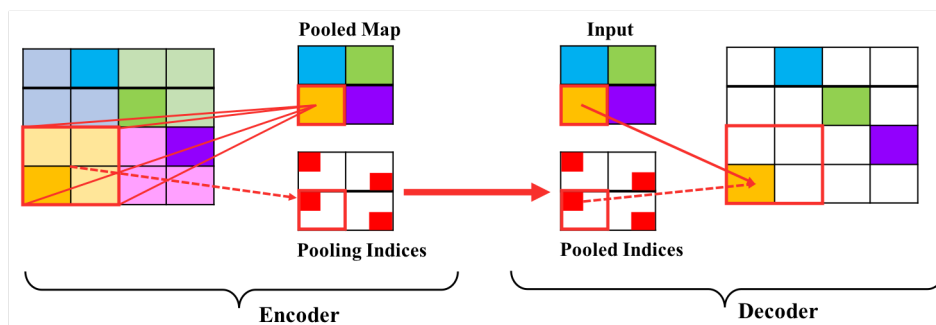 Pooled Map
Input
Pooling Indices
Pooled Indices
Encoder
Decoder